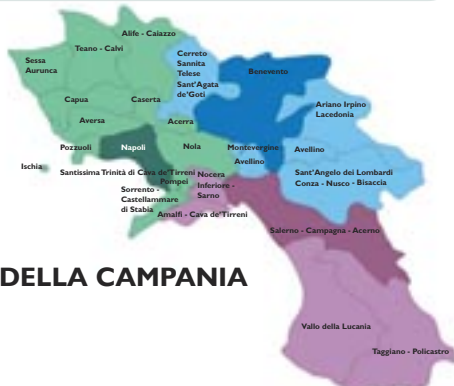 Alife - Caiazzo
Teano - Calvi
Sessa
Aurunca
Cerreto
Sannita
Telese
Sant'Agata
de'Goti
Benevento
Capua
Caserta
Ariano Irpino
Lacedonia
Aversa
Acerra
Pozzuoli
Napoli
Nola
Montevergine
Avellino
Avellino
Ischia
Santissima Trinità di Cava de'Tirreni
Pompei
Nocera
Inferiore -
Sarno
Sant'Angelo dei Lombardi
Conza - Nusco - Bisaccia
Sorrento -
Castellammare
di Stabia
Amalfi - Cava de'Tirreni
Salerno - Campagna - Acerno
DELLA CAMPANIA
Vallo della Lucania
Taggiano - Policastro